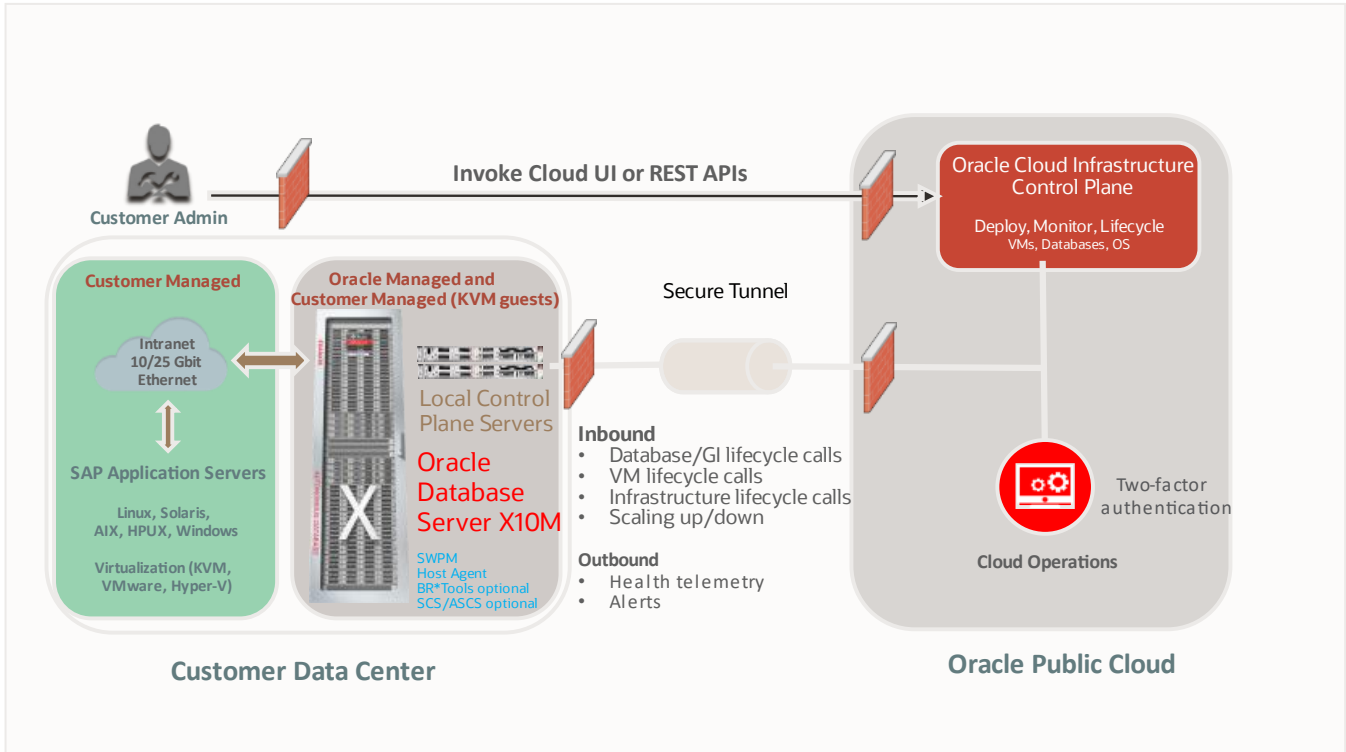 Invoke Cloud UI or REST APIs
Customer Admin
Oracle Cloud Infrastructure
Control Plane
Deploy, Monitor, Lifecycle
VMs, Databases, OS
Customer Managed
Intranet
10/25 Gbit
Ethernet
SAP Application Servers
Linux, Solaris,
AIX, HPUX, Windows
Virtualization (KVM,
VMware, Hyper-V)
Oracle Managed and
Customer Managed (KVM guests)
X
Local Control
Plane Servers
Oracle
Database
Server X10M
SWPM
Host Agent
BR*Tools optional
SCS/ASCS optional
Secure Tunnel
Inbound
• Database/GI lifecycle calls
• VM lifecycle calls
• Infrastructure lifecycle calls
• Scaling up/down
Outbound
• Health telemetry
• Alerts
Two-factor
authentication
Cloud Operations
Customer Data Center
Oracle Public Cloud